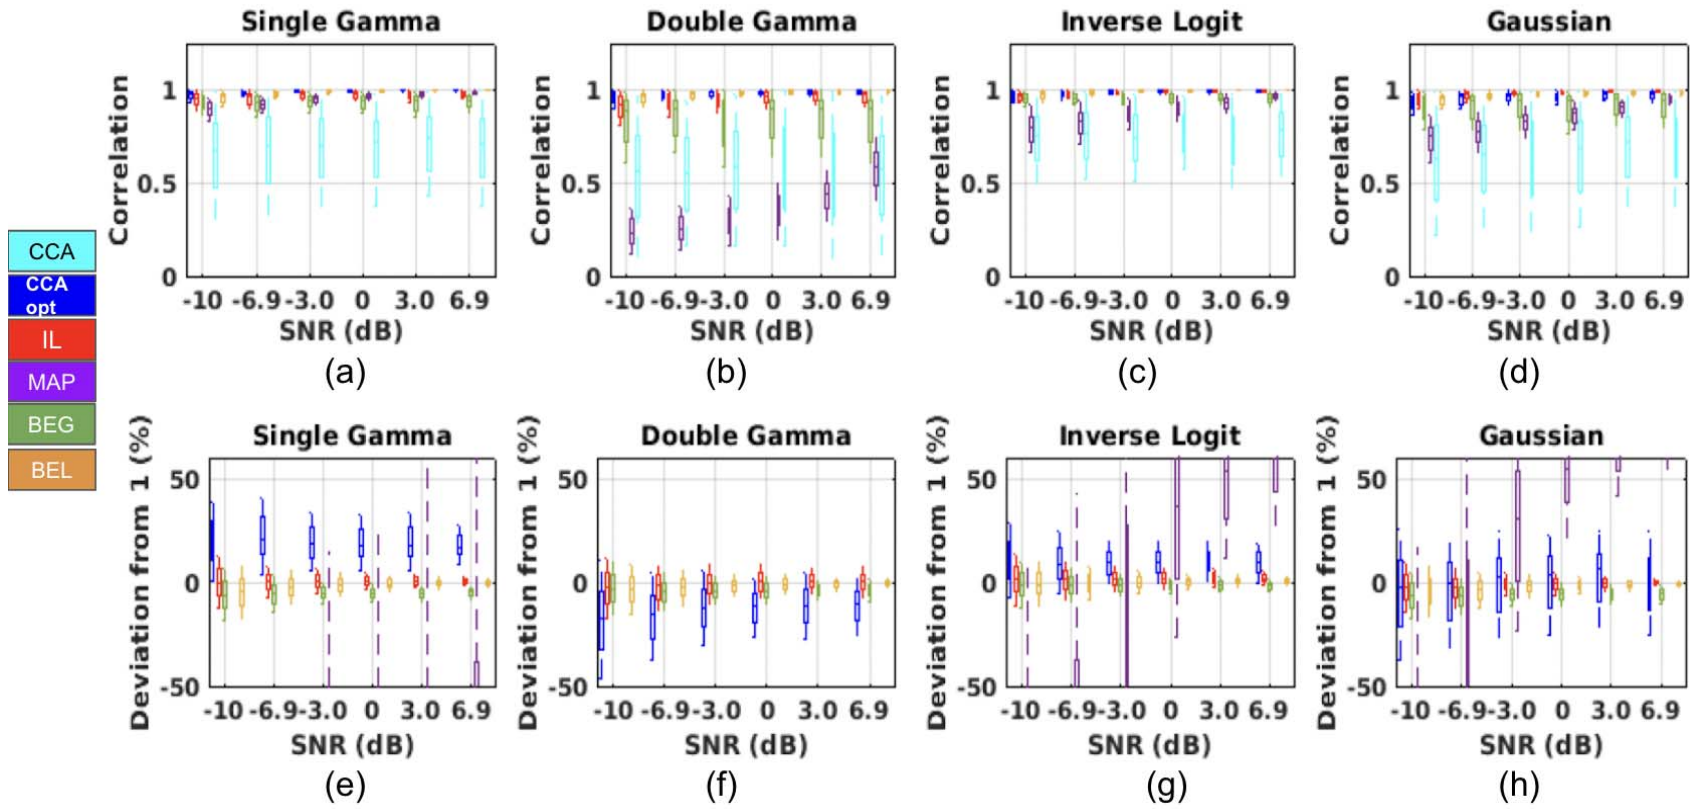 Single Gamma
Double Gamma
Inverse Logit
Gaussian
Correlation
1
0.5
0
-10 -6.9 -3.0 0 3.0 6.9
SNR (dB)
(a)
Correlation
1
0.5
0
-10 -6.9 -3.0 0 3.0 6.9
SNR (dB)
(b)
Correlation
1
0.5
0
-10 -6.9 -3.0 0 3.0 6.9
SNR (dB)
(c)
Correlation
1
0.5
0
-10 -6.9 -3.0 0 3.0 6.9
SNR (dB)
(d)
CCA
CCA
opt
IL
MAP
BEG
BEL
Single Gamma
Double Gamma
Inverse Logit
Gaussian
Deviation from 1 (%)
50
0
-50
-10 -6.9 -3.0 0 3.0 6.9
SNR (dB)
(e)
Deviation from 1 (%)
50
0
-50
-10 -6.9 -3.0 0 3.0 6.9
SNR (dB)
(f)
Deviation from 1 (%)
50
0
-50
-10 -6.9 -3.0 0 3.0 6.9
SNR (dB)
(g)
Deviation from 1 (%)
50
0
-50
-10 -6.9 -3.0 0 3.0 6.9
SNR (dB)
(h)